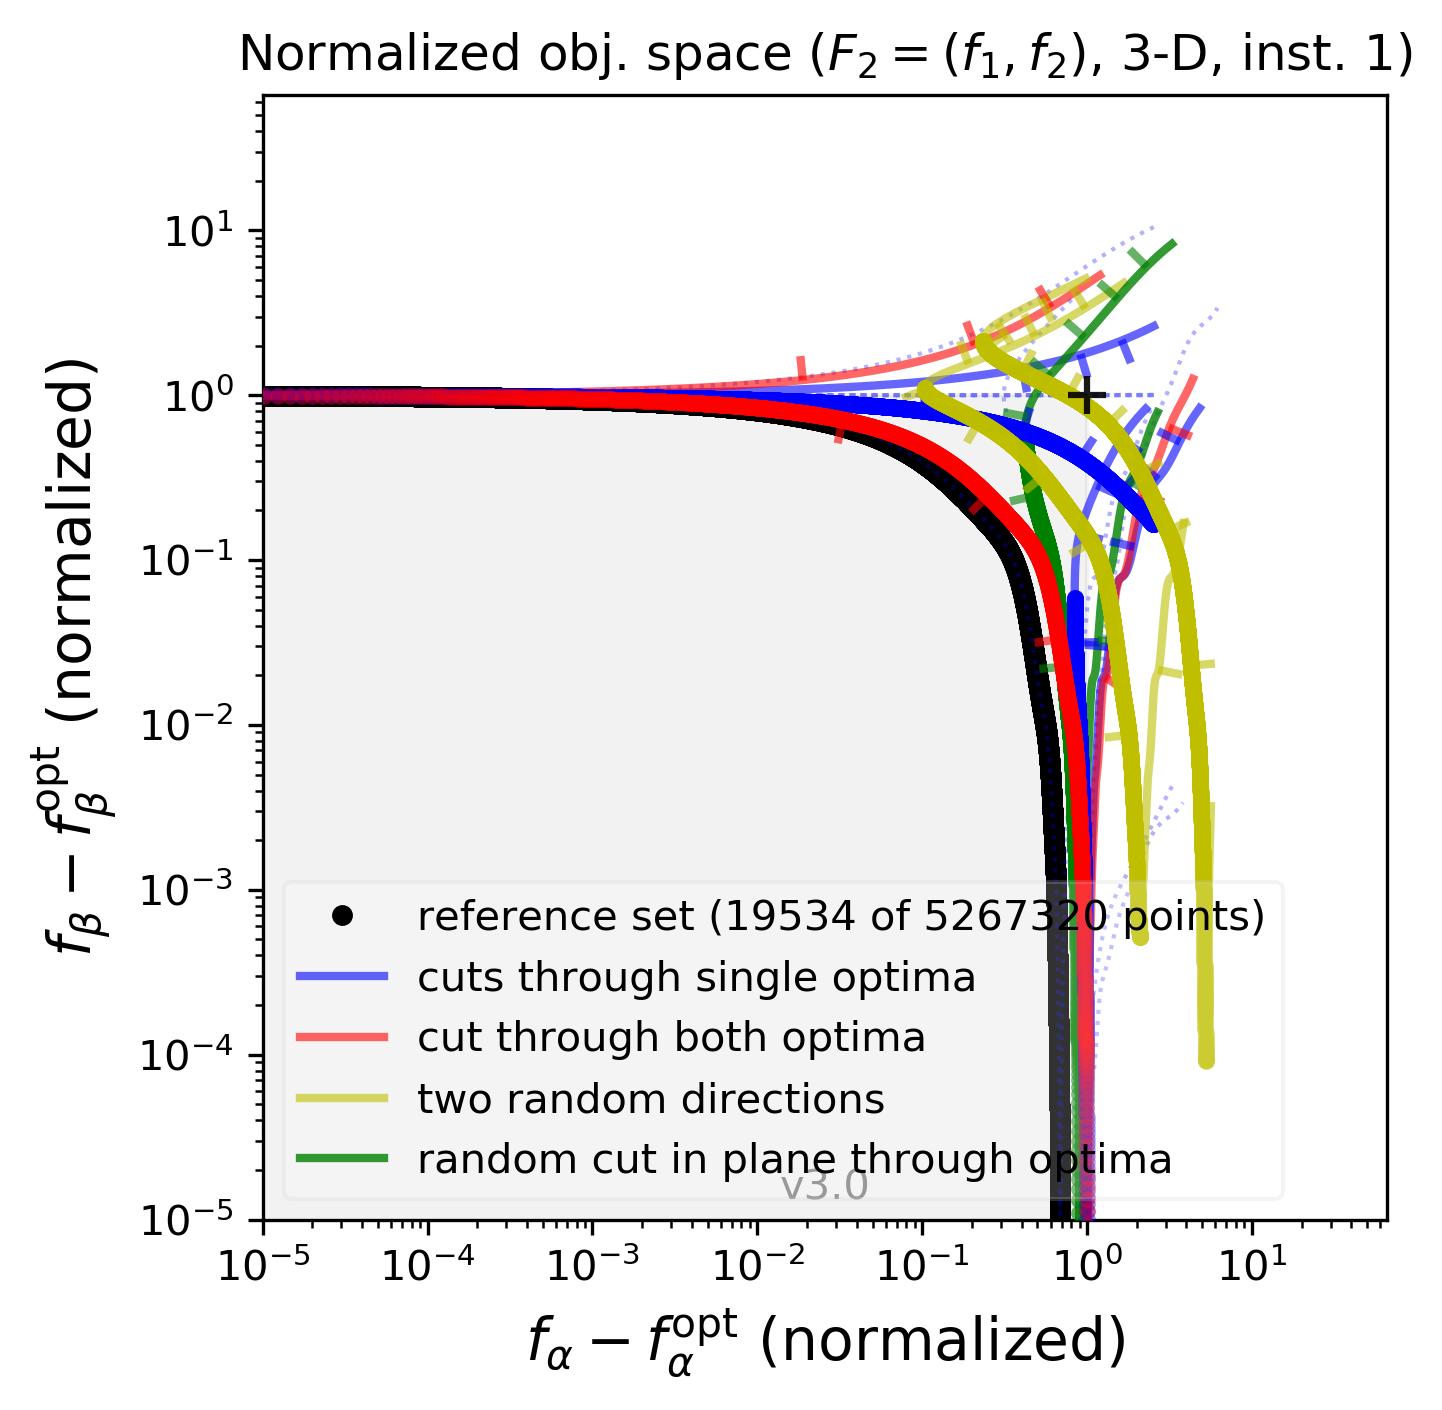 Normalized obj. space (F₂ = (f₁, f₂), 3-D, inst. 1)
f_β − f_β^opt (normalized)
10¹
10⁰
10⁻¹
10⁻²
10⁻³
10⁻⁴
10⁻⁵
reference set (19534 of 5267320 points)
cuts through single optima
cut through both optima
two random directions
random cut in plane through optima
v3.0
10⁻⁵ 10⁻⁴ 10⁻³ 10⁻² 10⁻¹ 10⁰ 10¹
f_α − f_α^opt (normalized)